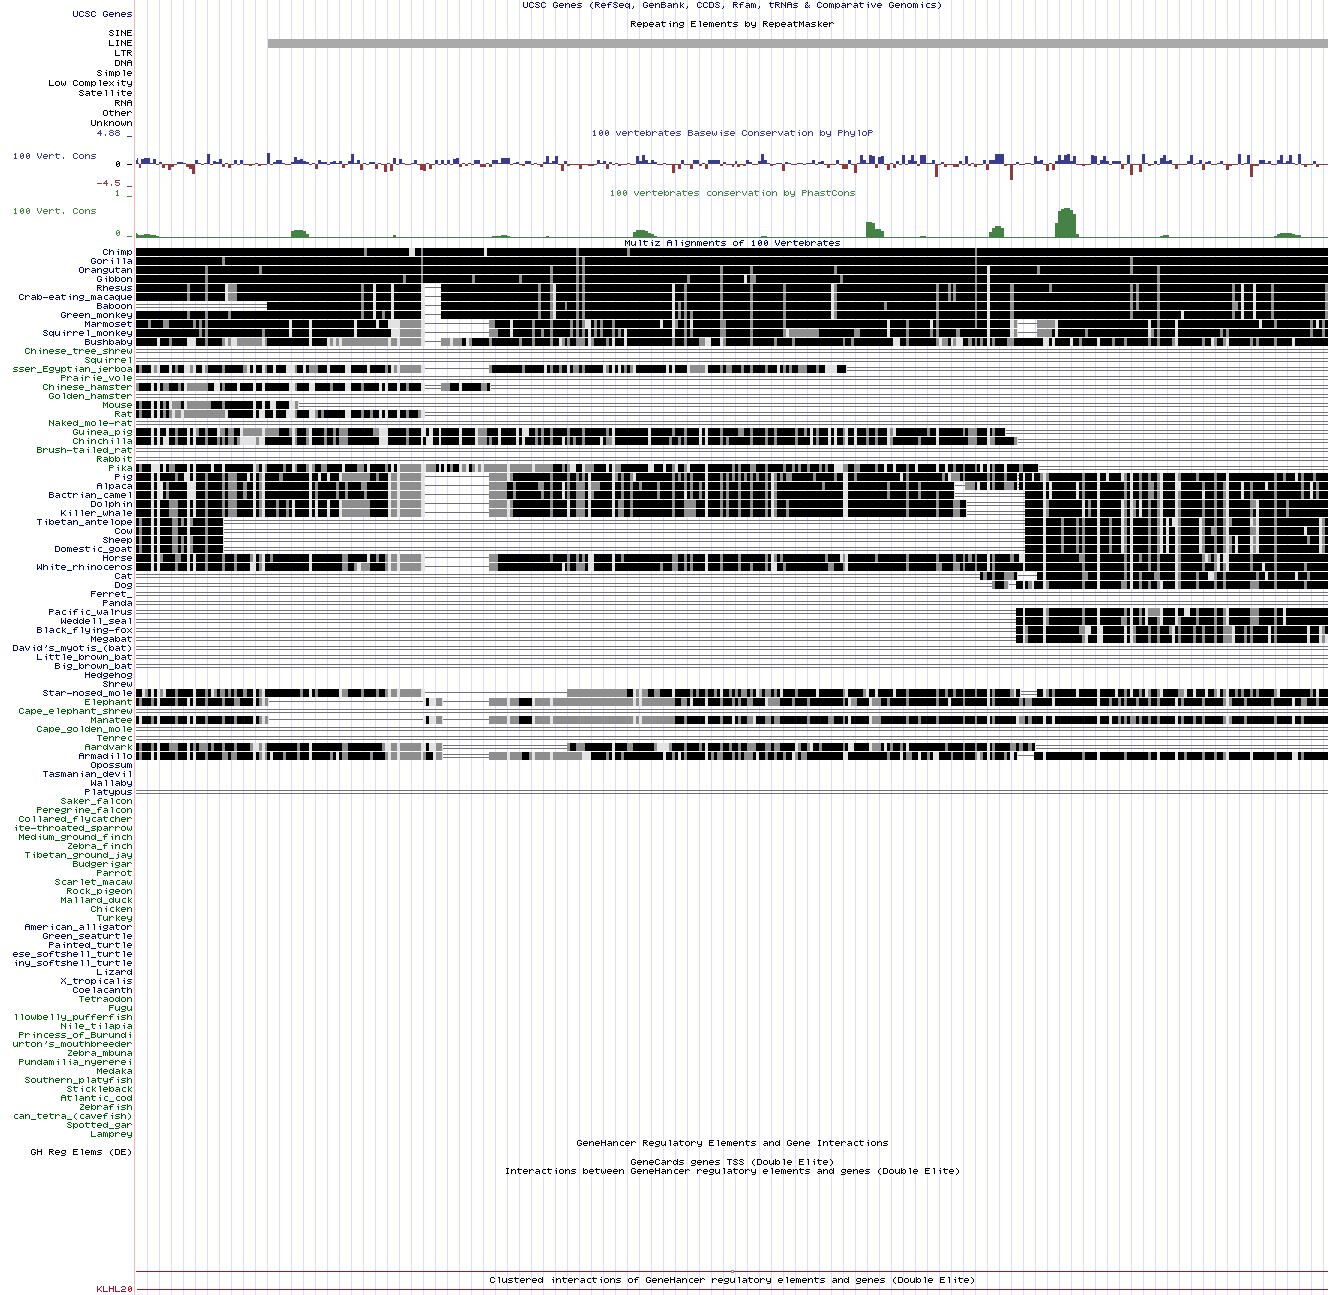 UCSC Genes (RefSeq, GenBank, CCDS, Rfam, tRNAs & Comparative Genomics)
UCSC Genes
Repeating Elements by RepeatMasker
SINE
LINE
LTR
DNA
Simple
Low Complexity
Satellite
RNA
Other
Unknown
4.88 _
100 vertebrates Basewise Conservation by PhyloP
100 Vert. Cons
0 –
-4.5 _
1 _
100 vertebrates conservation by PhastCons
100 Vert. Cons
0 _
Multiz Alignments of 100 Vertebrates
Chimp
Gorilla
Orangutan
Gibbon
Rhesus
Crab-eating_macaque
Baboon
Green_monkey
Marmoset
Squirrel_monkey
Bushbaby
Chinese_tree_shrew
Squirrel
sser_Egyptian_jerboa
Prairie_vole
Chinese_hamster
Golden_hamster
Mouse
Rat
Naked_mole-rat
Guinea_pig
Chinchilla
Brush-tailed_rat
Rabbit
Pika
Pig
Alpaca
Bactrian_camel
Dolphin
Killer_whale
Tibetan_antelope
Cow
Sheep
Domestic_goat
Horse
White_rhinoceros
Cat
Dog
Ferret_
Panda
Pacific_walrus
Weddell_seal
Black_flying-fox
Megabat
David's_myotis_(bat)
Little_brown_bat
Big_brown_bat
Hedgehog
Shrew
Star-nosed_mole
Elephant
Cape_elephant_shrew
Manatee
Cape_golden_mole
Tenrec
Aardvark
Armadillo
Opossum
Tasmanian_devil
Wallaby
Platypus
Saker_falcon
Peregrine_falcon
Collared_flycatcher
ite-throated_sparrow
Medium_ground_finch
Zebra_finch
Tibetan_ground_jay
Budgerigar
Parrot
Scarlet_macaw
Rock_pigeon
Mallard_duck
Chicken
Turkey
American_alligator
Green_seaturtle
Painted_turtle
ese_softshell_turtle
iny_softshell_turtle
Lizard
X_tropicalis
Coelacanth
Tetraodon
Fugu
llowbelly_pufferfish
Nile_tilapia
Princess_of_Burundi
urton's_mouthbreeder
Zebra_mbuna
Pundamilia_nyererei
Medaka
Southern_platyfish
Stickleback
Atlantic_cod
Zebrafish
can_tetra_(cavefish)
Spotted_gar
Lamprey
GeneHancer Regulatory Elements and Gene Interactions
GH Reg Elems (DE)
GeneCards genes TSS (Double Elite)
Interactions between GeneHancer regulatory elements and genes (Double Elite)
Clustered interactions of GeneHancer regulatory elements and genes (Double Elite)
KLHL20